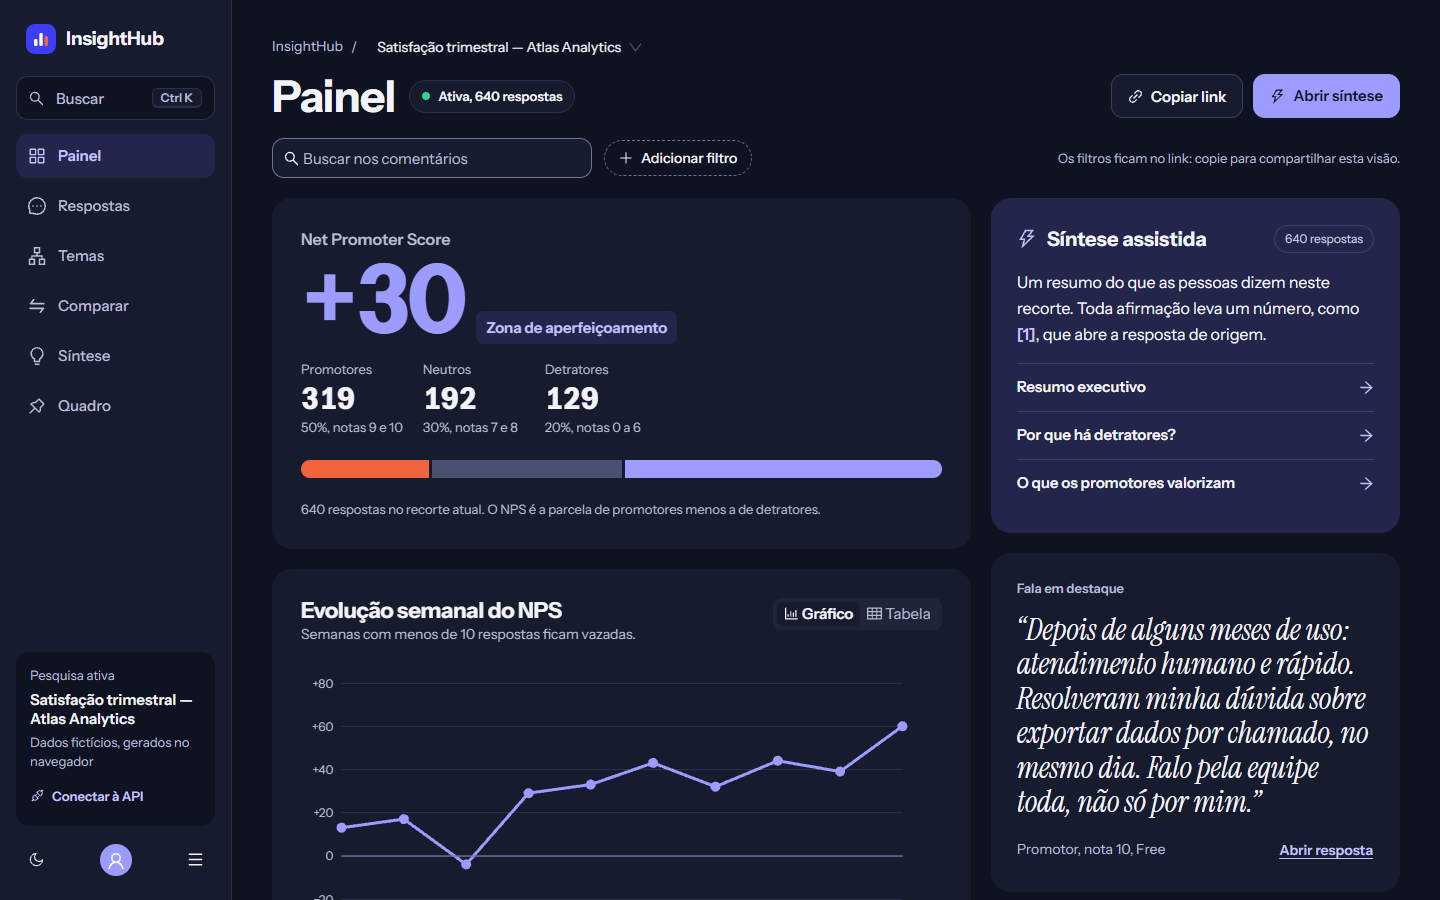 InsightHub
Buscar
Ctrl K
Painel
Respostas
Temas
Comparar
Síntese
Quadro
Pesquisa ativa
Satisfação trimestral —
Atlas Analytics
Dados fictícios, gerados no
navegador
Conectar à API
InsightHub / Satisfação trimestral — Atlas Analytics
Painel
Ativa, 640 respostas
Copiar link
Abrir síntese
Buscar nos comentários
Adicionar filtro
Os filtros ficam no link: copie para compartilhar esta visão.
Net Promoter Score
+30
Zona de aperfeiçoamento
Promotores
319
50%, notas 9 e 10
Neutros
192
30%, notas 7 e 8
Detratores
129
20%, notas 0 a 6
640 respostas no recorte atual. O NPS é a parcela de promotores menos a de detratores.
Evolução semanal do NPS
Semanas com menos de 10 respostas ficam vazadas.
Gráfico
Tabela
+80
+60
+40
+20
0
-20
Síntese assistida
640 respostas
Um resumo do que as pessoas dizem neste
recorte. Toda afirmação leva um número, como
[1], que abre a resposta de origem.
Resumo executivo
Por que há detratores?
O que os promotores valorizam
Fala em destaque
“Depois de alguns meses de uso:
atendimento humano e rápido.
Resolveram minha dúvida sobre
exportar dados por chamado, no
mesmo dia. Falo pela equipe
toda, não só por mim.”
Promotor, nota 10, Free
Abrir resposta